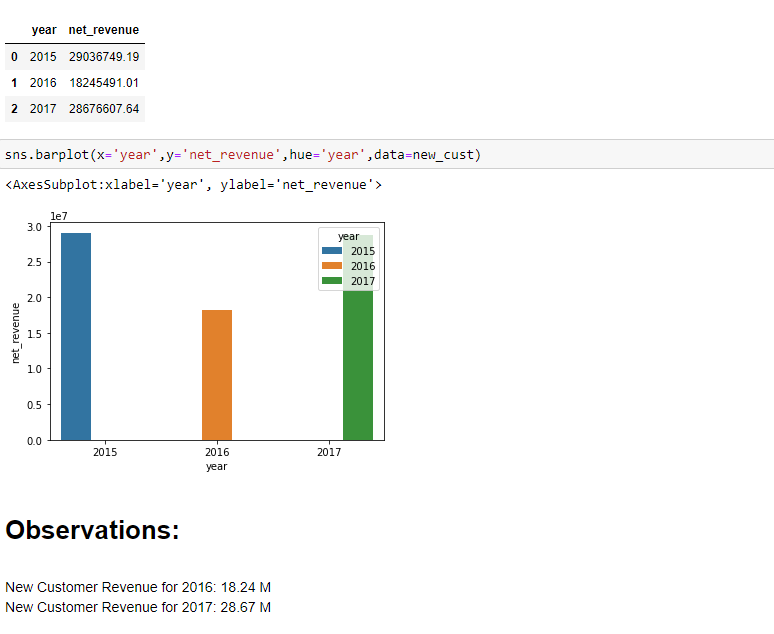 year net_revenue
0 2015 29036749.19
1 2016 18245491.01
2 2017 28676607.64
sns.barplot(x='year',y='net_revenue',hue='year',data=new_cust)
<AxesSubplot:xlabel='year', ylabel='net_revenue'>
1e7
3.0
2.5
2.0
1.5
1.0
0.5
0.0
net_revenue
year
2015
2016
2017
2015 2016 2017
year
Observations:
New Customer Revenue for 2016: 18.24 M
New Customer Revenue for 2017: 28.67 M